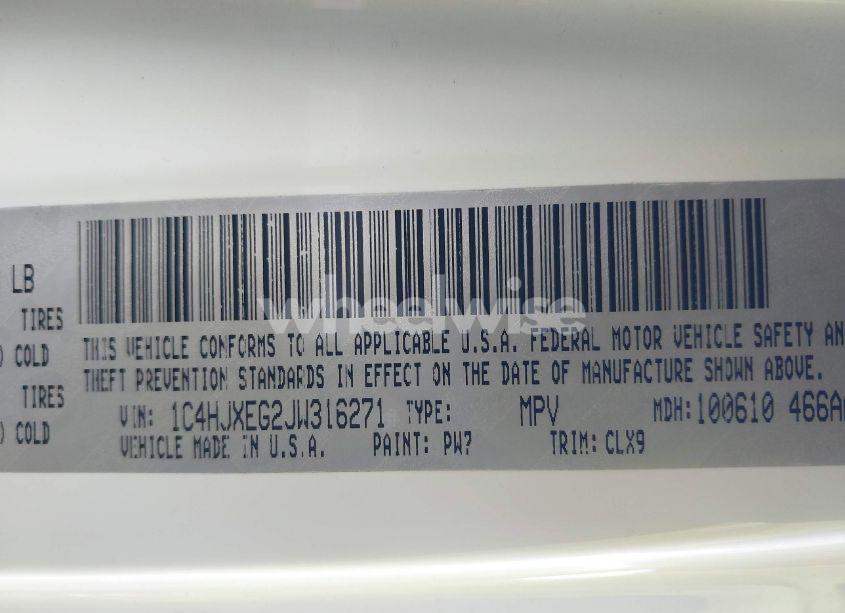 LB
TIRES
) COLD
TIRES
) COLD
wheelwise
THIS VEHICLE CONFORMS TO ALL APPLICABLE U.S.A. FEDERAL MOTOR VEHICLE SAFETY AN
THEFT PREVENTION STANDARDS IN EFFECT ON THE DATE OF MANUFACTURE SHOWN ABOVE.
VIN: 1C4HJXEG2JW316271 TYPE: MPV MDH:100610 466A
VEHICLE MADE IN U.S.A. PAINT: PW7 TRIM: CLX9